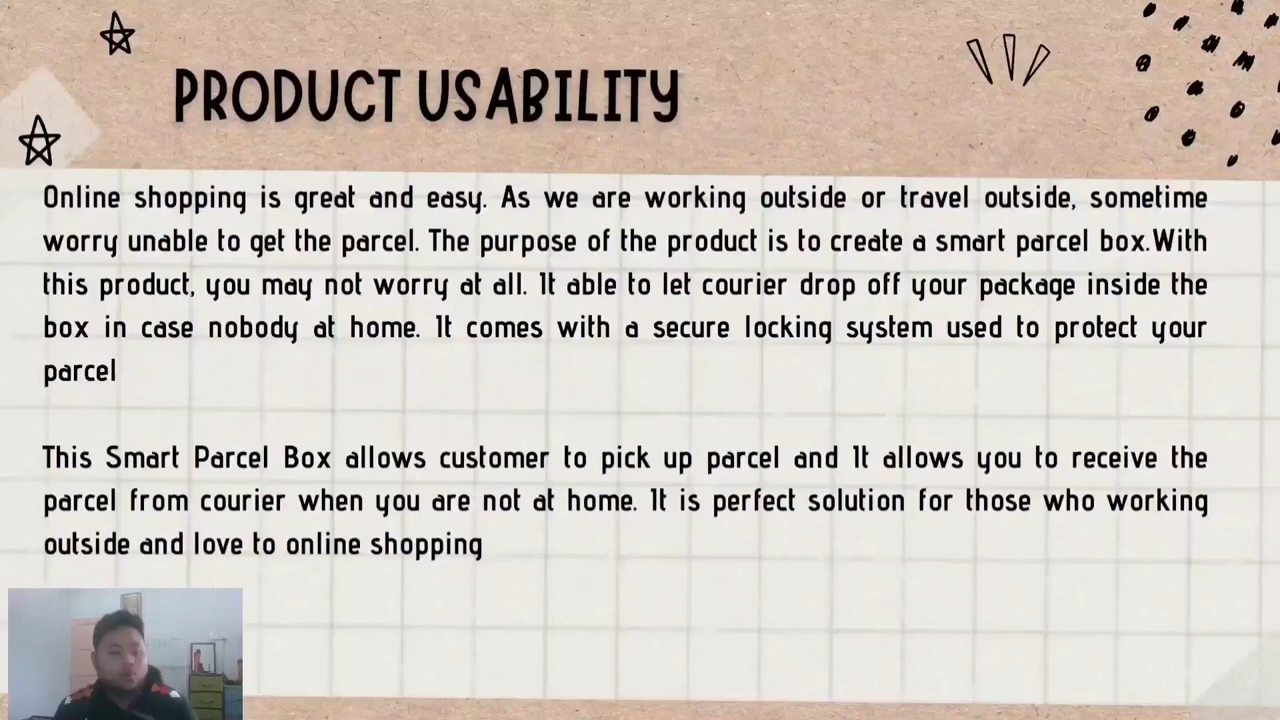 PRODUCT USABILITY
Online shopping is great and easy. As we are working outside or travel outside, sometime
worry unable to get the parcel. The purpose of the product is to create a smart parcel box.With
this product, you may not worry at all. It able to let courier drop off your package inside the
box in case nobody at home. It comes with a secure locking system used to protect your
parcel
This Smart Parcel Box allows customer to pick up parcel and It allows you to receive the
parcel from courier when you are not at home. It is perfect solution for those who working
outside and love to online shopping